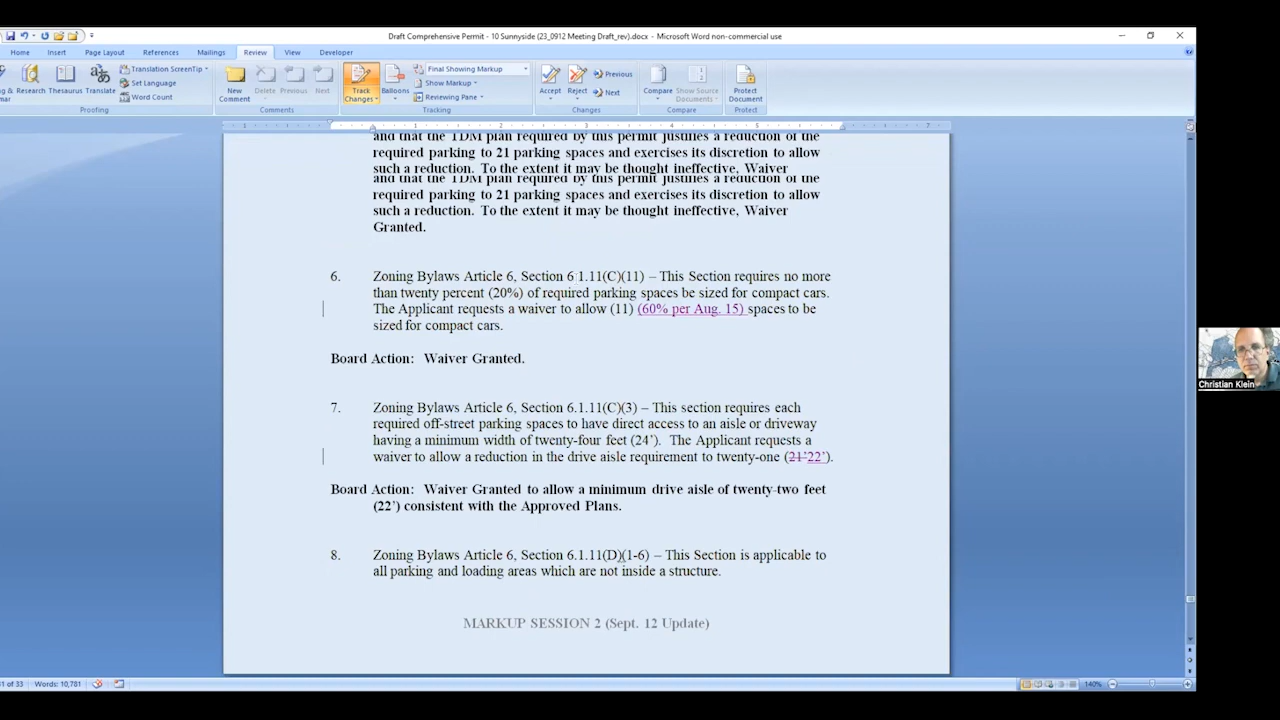 Draft Comprehensive Permit - 10 Sunnyside (23_0912 Meeting Draft_rev).docx - Microsoft Word non-commercial use
Home Insert Page Layout References Mailings Review View Developer
Research Thesaurus Translate
Translation ScreenTip
Set Language
Word Count
Proofing
New Comment
Delete Previous Next
Comments
Track Changes
Balloons
Final Showing Markup
Show Markup
Reviewing Pane
Tracking
Accept Reject
Previous
Next
Changes
Compare
Show Source Documents
Compare
Protect Document
Protect
and that the TDM plan required by this permit justifies a reduction of the
required parking to 21 parking spaces and exercises its discretion to allow
such a reduction. To the extent it may be thought ineffective, Waiver
and that the TDM plan required by this permit justifies a reduction of the
required parking to 21 parking spaces and exercises its discretion to allow
such a reduction. To the extent it may be thought ineffective, Waiver
Granted.
6. Zoning Bylaws Article 6, Section 6.1.11(C)(11) – This Section requires no more
than twenty percent (20%) of required parking spaces be sized for compact cars.
The Applicant requests a waiver to allow (11) (60% per Aug. 15) spaces to be
sized for compact cars.
Board Action: Waiver Granted.
7. Zoning Bylaws Article 6, Section 6.1.11(C)(3) – This section requires each
required off-street parking spaces to have direct access to an aisle or driveway
having a minimum width of twenty-four feet (24’). The Applicant requests a
waiver to allow a reduction in the drive aisle requirement to twenty-one (21’22’).
Board Action: Waiver Granted to allow a minimum drive aisle of twenty-two feet
(22’) consistent with the Approved Plans.
8. Zoning Bylaws Article 6, Section 6.1.11(D)(1-6) – This Section is applicable to
all parking and loading areas which are not inside a structure.
MARKUP SESSION 2 (Sept. 12 Update)
Christian Klein
of 33 Words: 10,781
140%